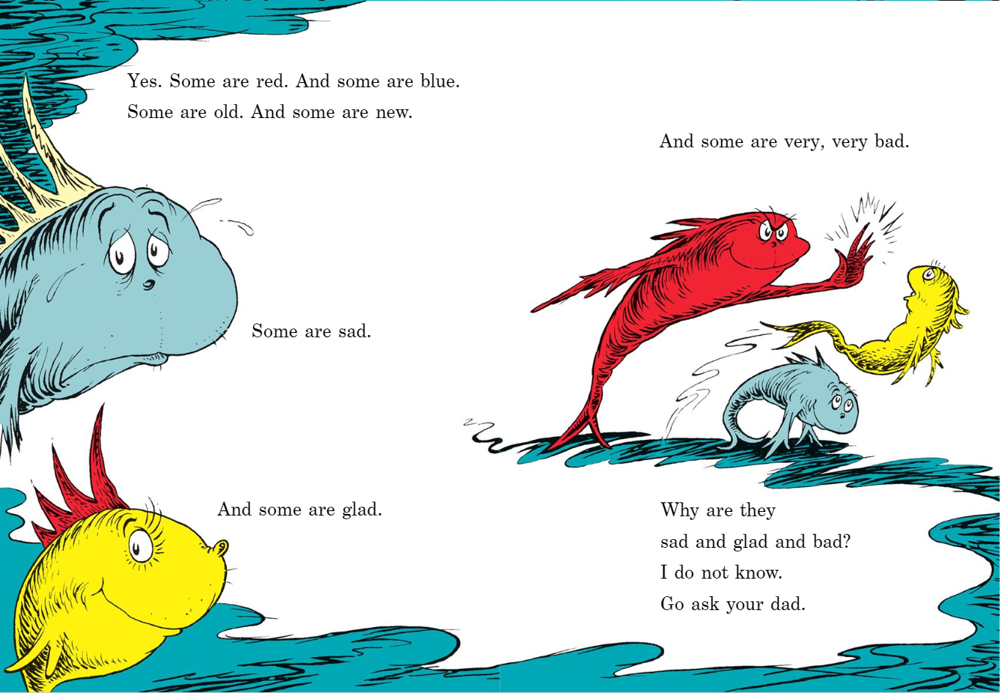 Yes. Some are red. And some are blue.
Some are old. And some are new.
Some are sad.
And some are glad.
And some are very, very bad.
Why are they
sad and glad and bad?
I do not know.
Go ask your dad.